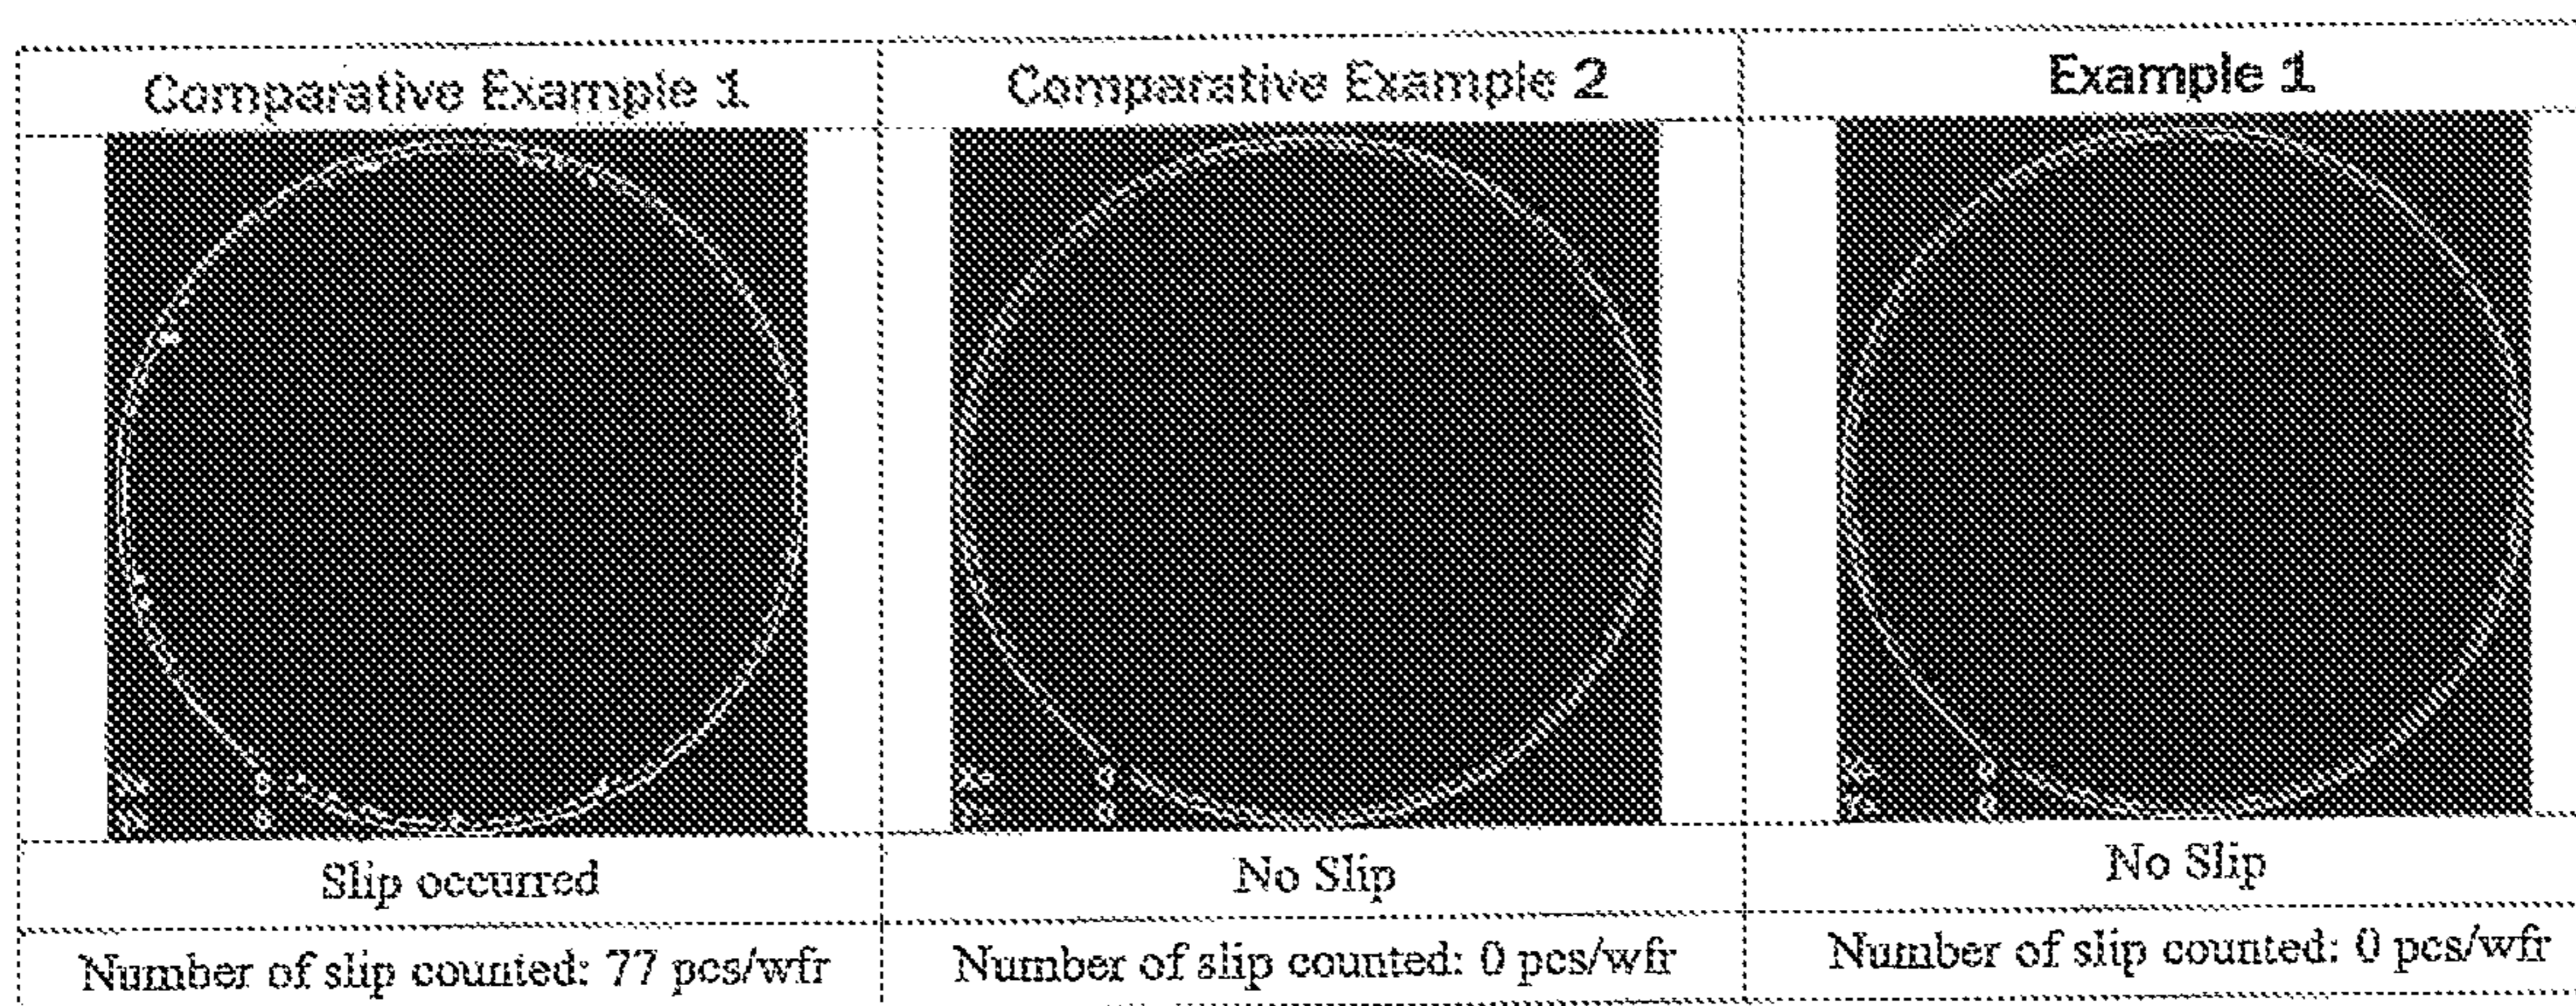 Comparative Example 1
Comparative Example 2
Example 1
Slip occurred
No Slip
No Slip
Number of slip counted: 77 pcs/wfr
Number of slip counted: 0 pcs/wfr
Number of slip counted: 0 pcs/wfr